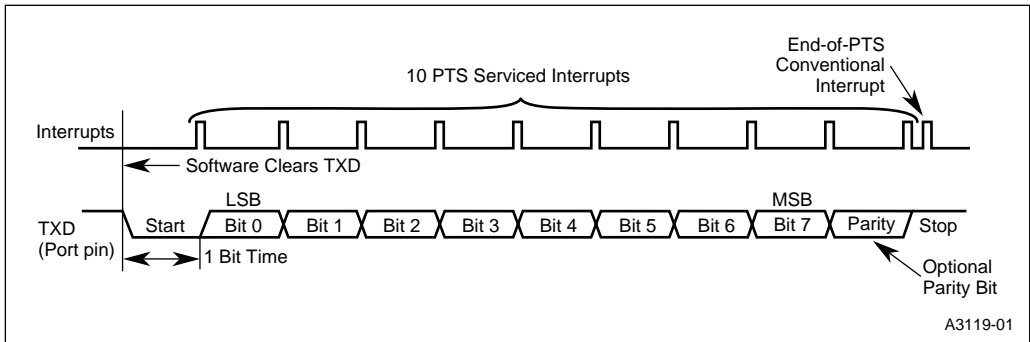 End-of-PTS
Conventional
Interrupt
10 PTS Serviced Interrupts
Interrupts
Software Clears TXD
LSB
MSB
TXD
(Port pin)
Start
Bit 0
Bit 1
Bit 2
Bit 3
Bit 4
Bit 5
Bit 6
Bit 7
Parity
Stop
1 Bit Time
Optional
Parity Bit
A3119-01